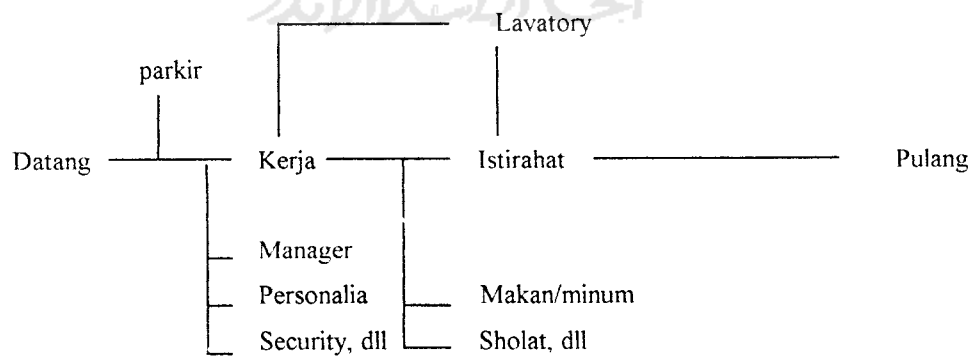 Lavatory
parkir
Datang Kerja Istirahat Pulang
Manager
Personalia Makan/minum
Security, dll Sholat, dll